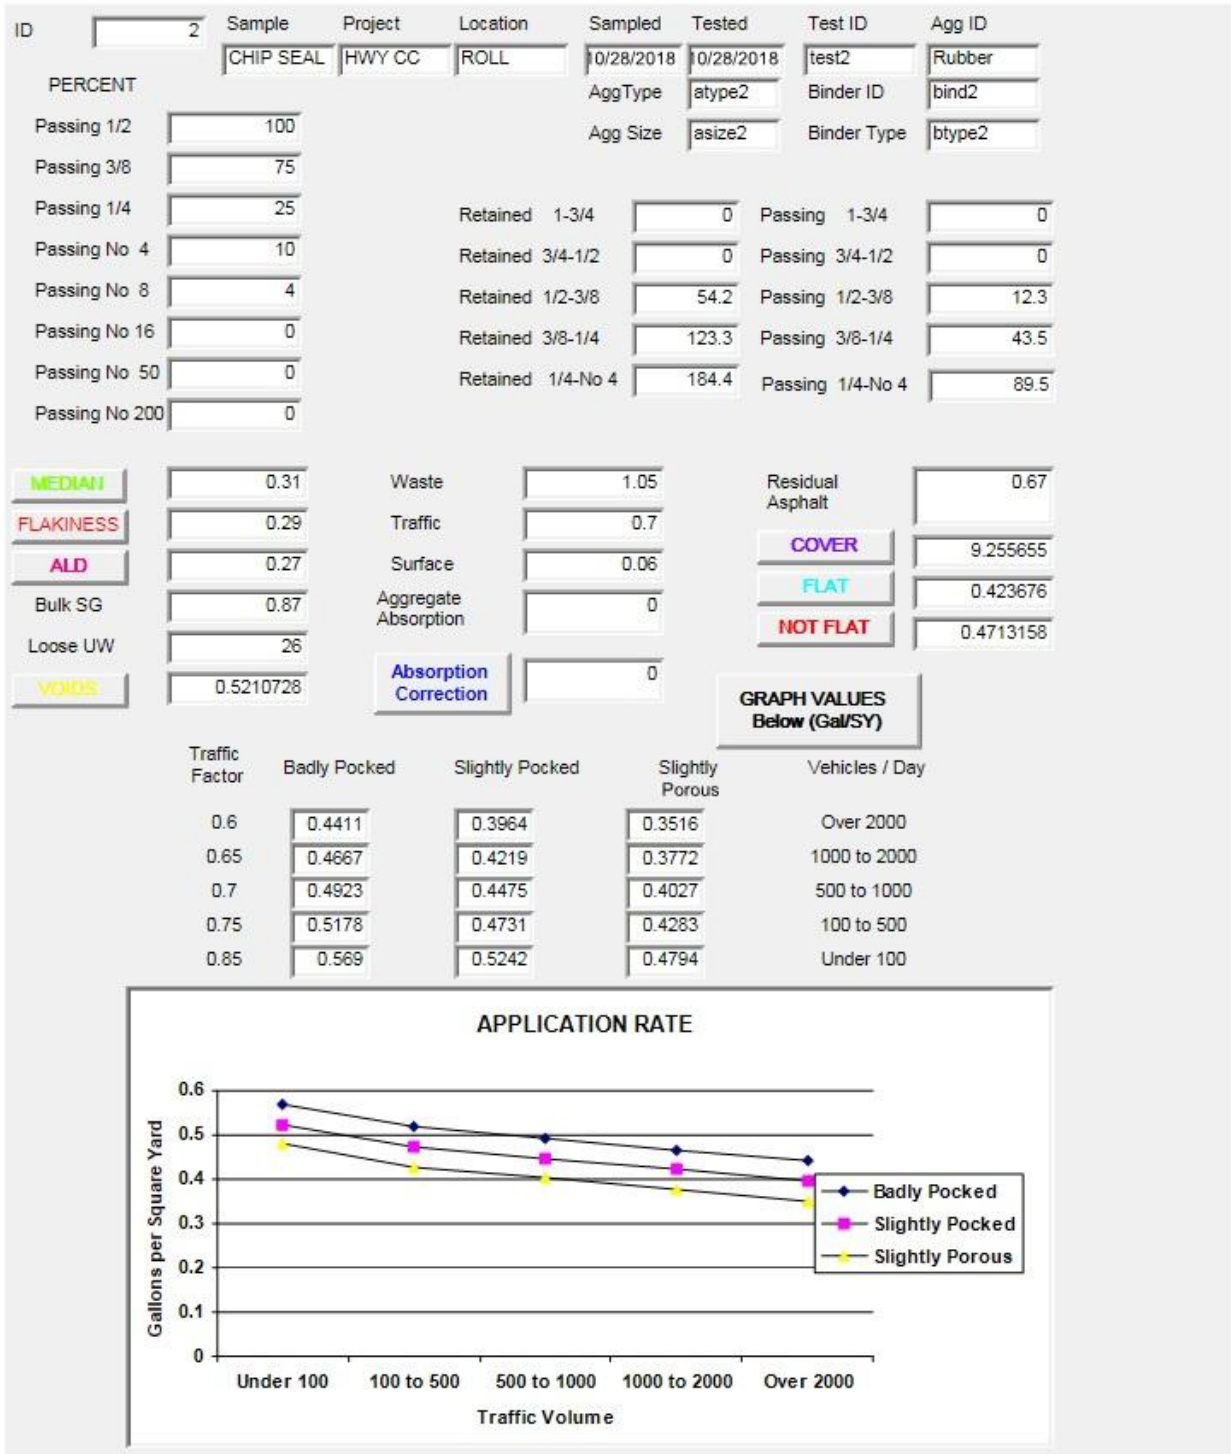 ID 2 Sample Project Location Sampled Tested Test ID Agg ID
CHIP SEAL HWY CC ROLL 10/28/2018 10/28/2018 test2 Rubber
PERCENT AggType atype2 Binder ID bind2
Passing 1/2 100 Agg Size asize2 Binder Type btype2
Passing 3/8 75
Passing 1/4 25 Retained 1-3/4 0 Passing 1-3/4 0
Passing No 4 10 Retained 3/4-1/2 0 Passing 3/4-1/2 0
Passing No 8 4 Retained 1/2-3/8 54.2 Passing 1/2-3/8 12.3
Passing No 16 0 Retained 3/8-1/4 123.3 Passing 3/8-1/4 43.5
Passing No 50 0 Retained 1/4-No 4 184.4 Passing 1/4-No 4 89.5
Passing No 200 0
MEDIAN 0.31 Waste 1.05 Residual Asphalt 0.67
FLAKINESS 0.29 Traffic 0.7 COVER 9.255655
ALD 0.27 Surface 0.06 FLAT 0.423676
Bulk SG 0.87 Aggregate Absorption 0 NOT FLAT 0.4713158
Loose UW 26
VOIDS 0.5210728 Absorption Correction 0
GRAPH VALUES
Below (Gal/SY)
Traffic Factor Badly Pocked Slightly Pocked Slightly Porous Vehicles / Day
0.6 0.4411 0.3964 0.3516 Over 2000
0.65 0.4667 0.4219 0.3772 1000 to 2000
0.7 0.4923 0.4475 0.4027 500 to 1000
0.75 0.5178 0.4731 0.4283 100 to 500
0.85 0.569 0.5242 0.4794 Under 100
APPLICATION RATE
Gallons per Square Yard
0.6
0.5
0.4
0.3
0.2
0.1
0
Badly Pocked
Slightly Pocked
Slightly Porous
Under 100 100 to 500 500 to 1000 1000 to 2000 Over 2000
Traffic Volume